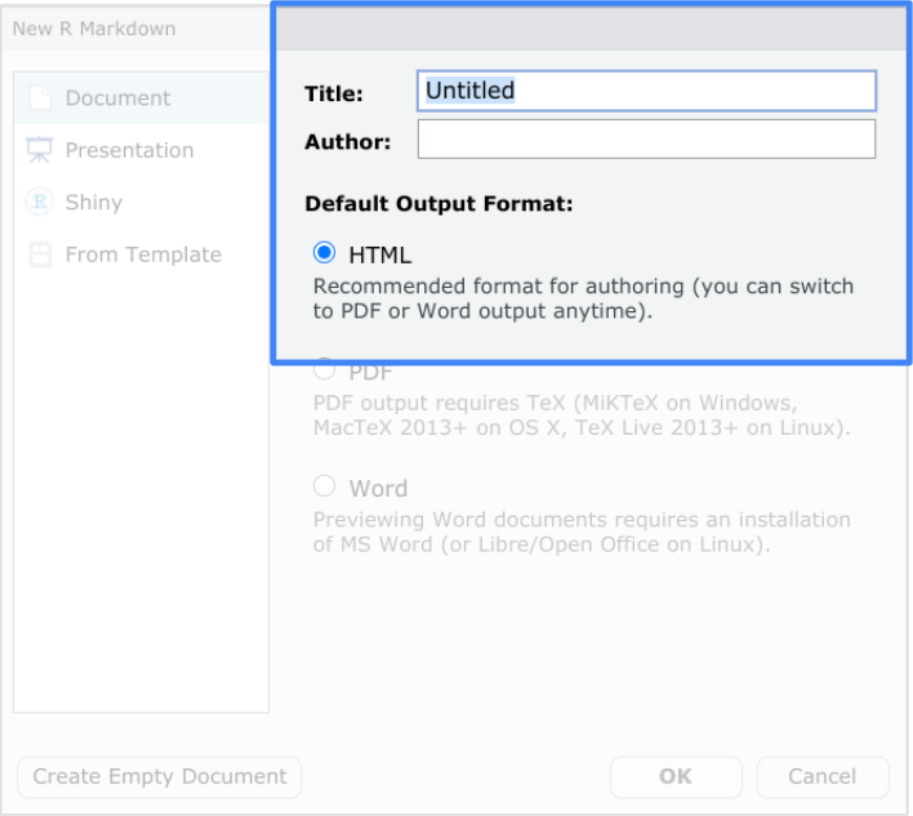 New R Markdown
Document
Presentation
R Shiny
From Template
Title: Untitled
Author:
Default Output Format:
HTML
Recommended format for authoring (you can switch
to PDF or Word output anytime).
PDF
PDF output requires TeX (MiKTeX on Windows,
MacTeX 2013+ on OS X, TeX Live 2013+ on Linux).
Word
Previewing Word documents requires an installation
of MS Word (or Libre/Open Office on Linux).
Create Empty Document OK Cancel